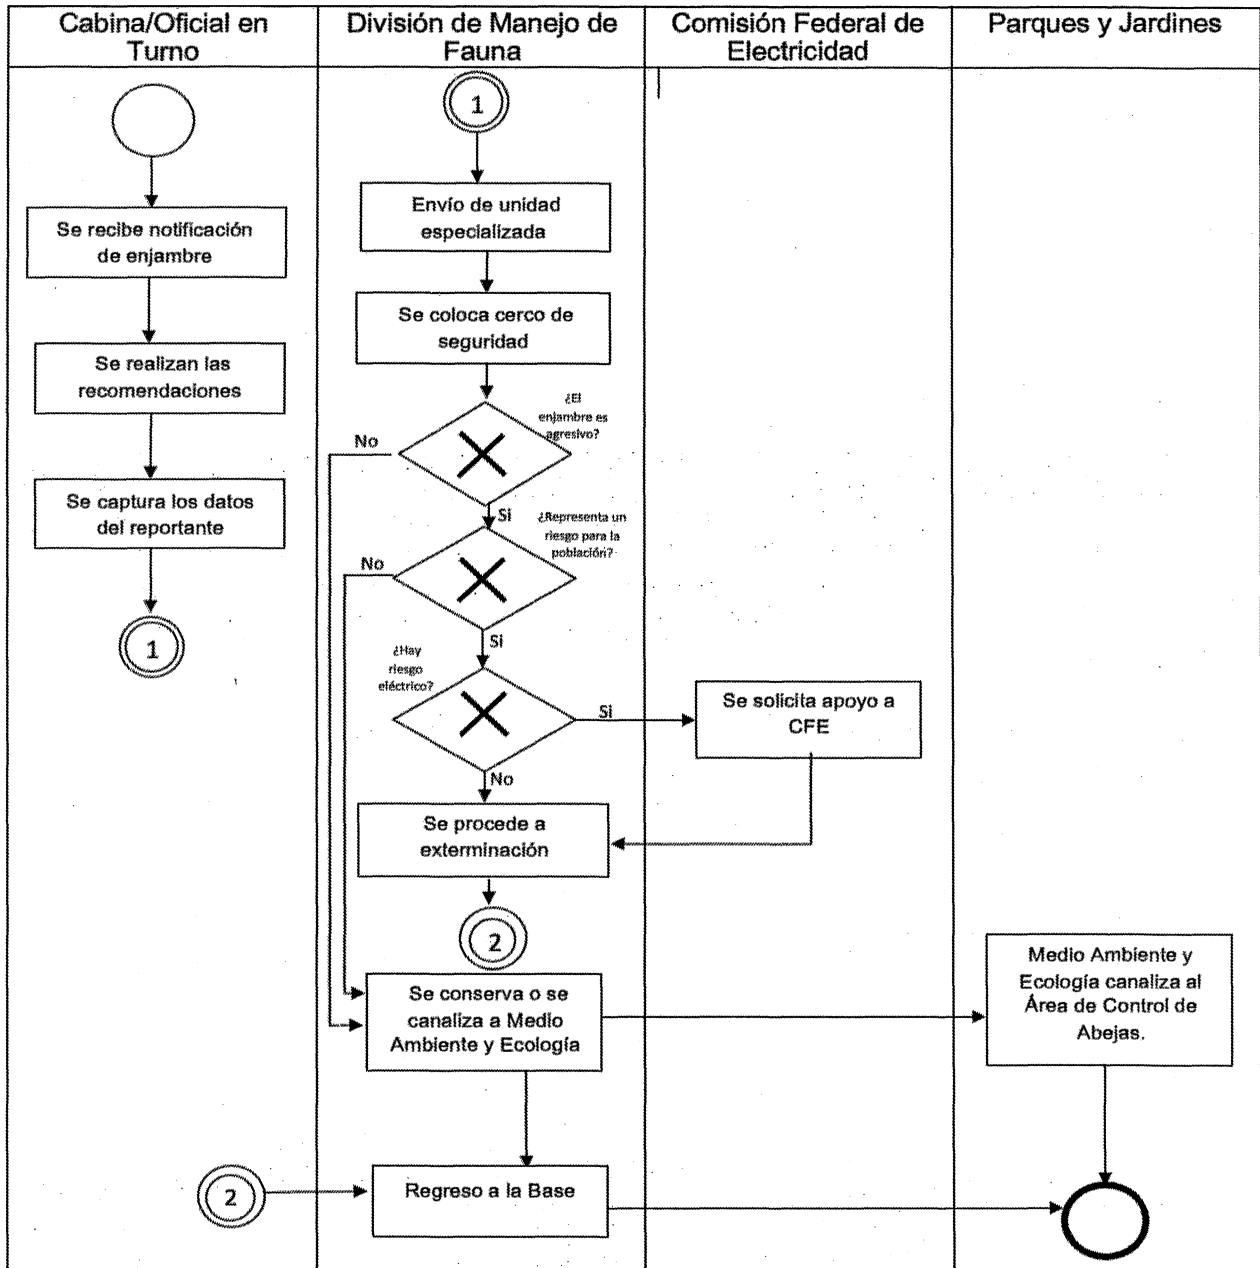 Cabina/Oficial en
Turno
División de Manejo de
Fauna
Comisión Federal de
Electricidad
Parques y Jardines
Se recibe notificación
de enjambre
Se realizan las
recomendaciones
Se captura los datos
del reportante
1
1
Envío de unidad
especializada
Se coloca cerco de
seguridad
¿El
enjambre es
agresivo?
No
Si
¿Representa un
riesgo para la
población?
No
Si
¿Hay
riesgo
eléctrico?
Si
No
Se solicita apoyo a
CFE
Se procede a
exterminación
2
Se conserva o se
canaliza a Medio
Ambiente y Ecología
Medio Ambiente y
Ecología canaliza al
Área de Control de
Abejas.
2
Regreso a la Base